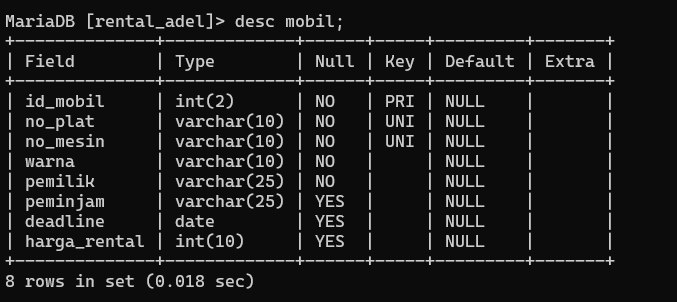 MariaDB [rental_adel]> desc mobil;
+--------------+-------------+------+-----+---------+-------+
| Field        | Type        | Null | Key | Default | Extra |
+--------------+-------------+------+-----+---------+-------+
| id_mobil     | int(2)      | NO   | PRI | NULL    |       |
| no_plat      | varchar(10) | NO   | UNI | NULL    |       |
| no_mesin     | varchar(10) | NO   | UNI | NULL    |       |
| warna        | varchar(10) | NO   |     | NULL    |       |
| pemilik      | varchar(25) | NO   |     | NULL    |       |
| peminjam     | varchar(25) | YES  |     | NULL    |       |
| deadline     | date        | YES  |     | NULL    |       |
| harga_rental | int(10)     | YES  |     | NULL    |       |
+--------------+-------------+------+-----+---------+-------+
8 rows in set (0.018 sec)